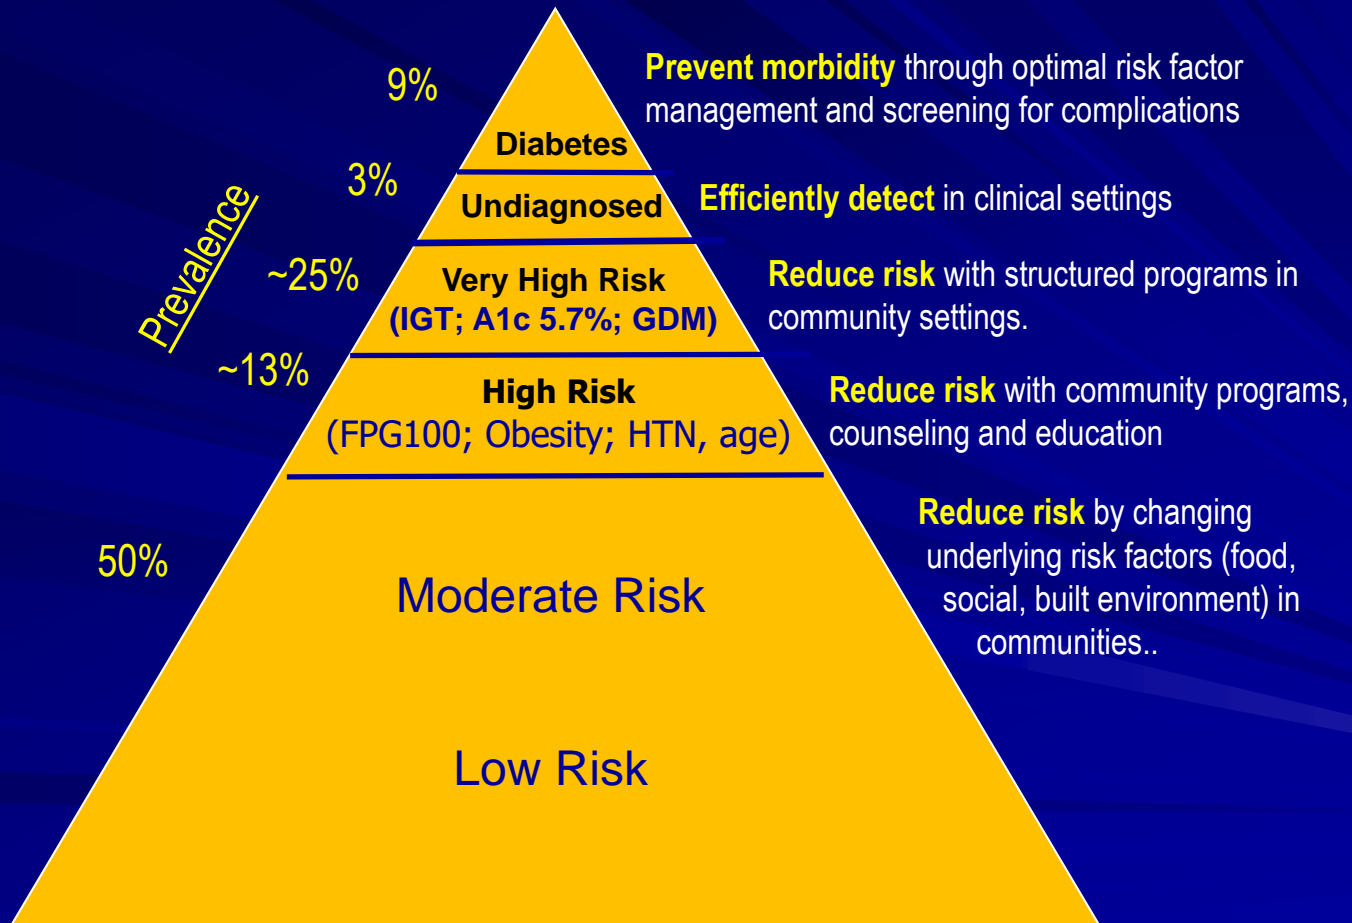 9%
Prevent morbidity through optimal risk factor
management and screening for complications
Diabetes
3%
Undiagnosed
Efficiently detect in clinical settings
Prevalence
~25%
Very High Risk
(IGT; A1c 5.7%; GDM)
Reduce risk with structured programs in
community settings.
~13%
High Risk
(FPG100; Obesity; HTN, age)
Reduce risk with community programs,
counseling and education
50%
Moderate Risk
Low Risk
Reduce risk by changing
underlying risk factors (food,
social, built environment) in
communities..